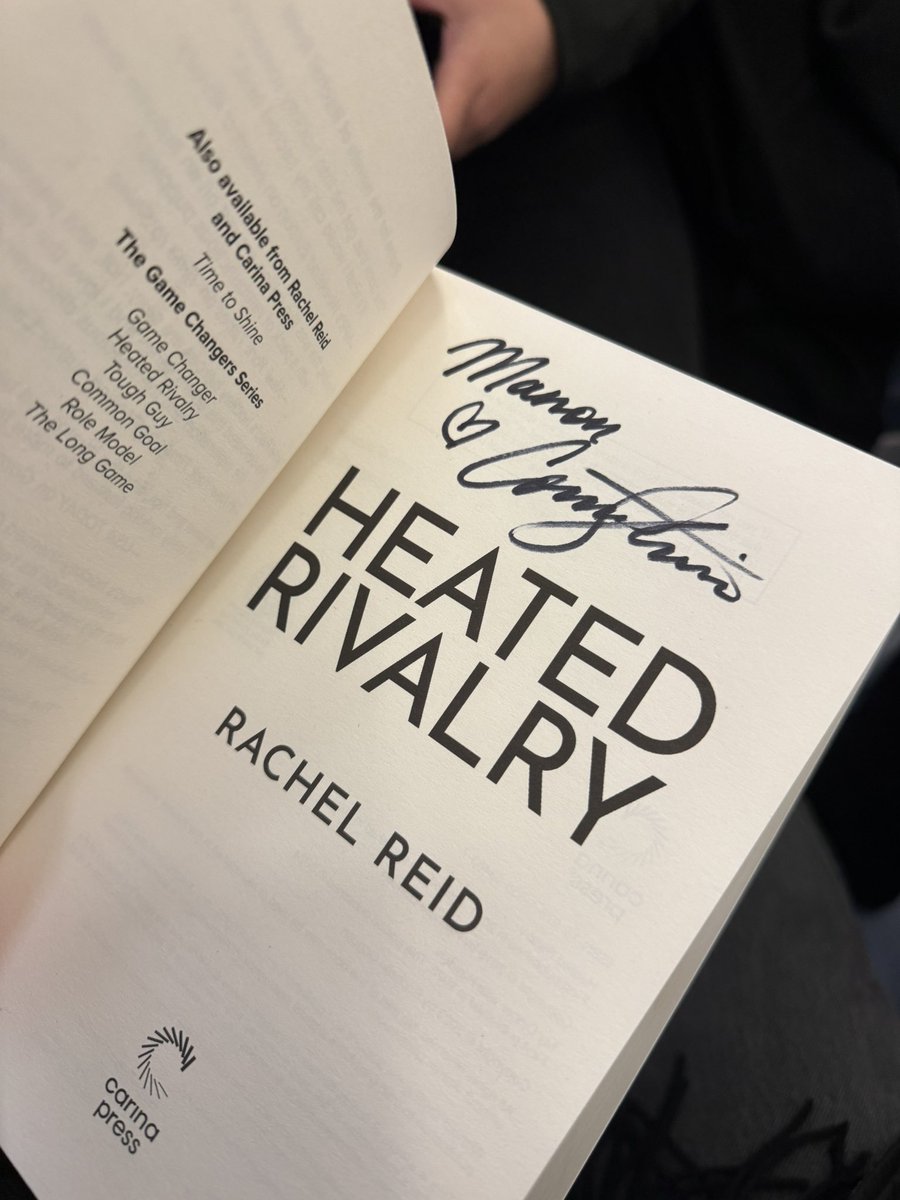 Also available from Rachel Reid
and Carina Press
Time to Shine
The Game Changers Series
Game Changer
Heated Rivalry
Tough Guy
Common Goal
Role Model
The Long Game
Manon
HEATED
RIVALRY
RACHEL REID
carina
press